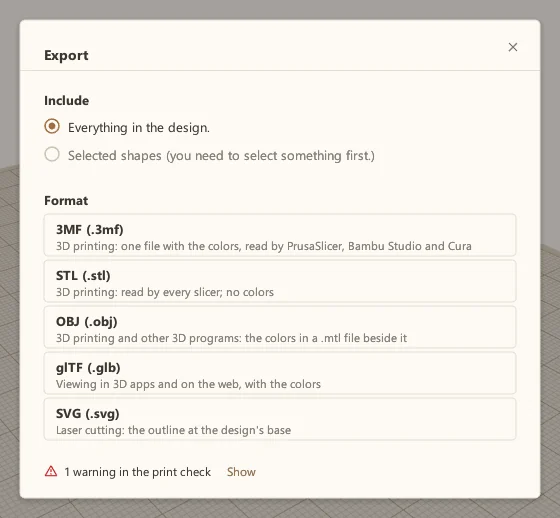 Export
Include
Everything in the design.
Selected shapes (you need to select something first.)
Format
3MF (.3mf)
3D printing: one file with the colors, read by PrusaSlicer, Bambu Studio and Cura
STL (.stl)
3D printing: read by every slicer; no colors
OBJ (.obj)
3D printing and other 3D programs: the colors in a .mtl file beside it
glTF (.glb)
Viewing in 3D apps and on the web, with the colors
SVG (.svg)
Laser cutting: the outline at the design's base
1 warning in the print check Show